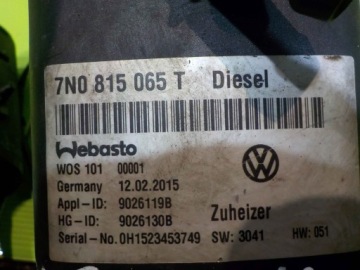 7N0 815 065 T Diesel
Webasto
WOS 101 00001
Germany 12.02.2015
Appl-ID: 9026119B
HG-ID: 9026130B Zuheizer
Serial-No.0H1523453749 SW: 3041 HW: 051